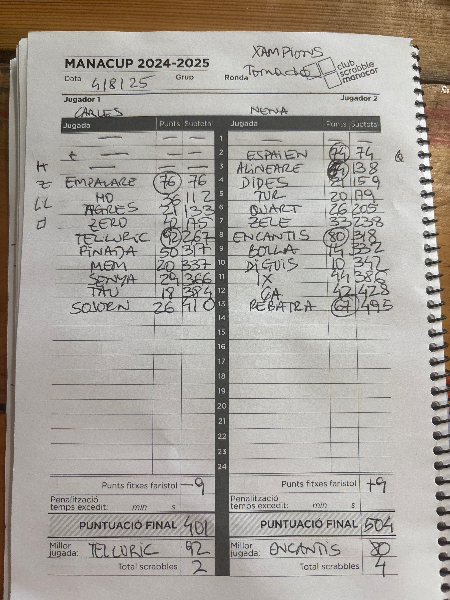 XAMPIONS
MANACUP 2024-2025
club scrabble manacor
Data 4/8/25 Grup Ronda
Jugador 1 Jugador 2
CARLES NENA
Jugada Punts Subtotal Jugada Punts Subtotal
— — — 1 — — —
— — — 2 ESPAIEN 74 74
H — — — 3 ALINEARE 138
Z EMPALARE 76 76 4 DIDES 21 159
LL HO 36 112 5 TUR 20 179
AGRES 21 133 6 QUART 26 205
ZERO 42 175 7 ZELE 33 238
TELLURIC 92 267 8 ENCANTIS 80 318
PINADA 50 317 9 BOLLA 14 332
MEM 20 337 10 DIGUIS 10 342
SENYA 29 366 11 IX 44 386
TAU 18 384 12 CA 42 428
SOJORN 26 410 13 REBATRA 67 495
14
15
16
17
18
19
20
21
22
23
24
Punts fitxes faristol -9 Punts fitxes faristol +9
Penalització temps excedit: min s Penalització temps excedit: min s
PUNTUACIÓ FINAL 401 PUNTUACIÓ FINAL 504
Millor jugada: TELLURIC 92 Millor jugada: ENCANTIS 80
Total scrabbles 2 Total scrabbles 4